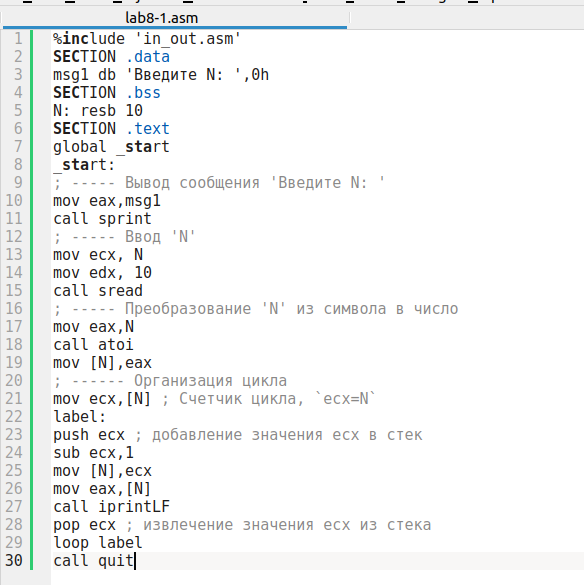 lab8-1.asm
1 %include 'in_out.asm'
2 SECTION .data
3 msg1 db 'Введите N: ',0h
4 SECTION .bss
5 N: resb 10
6 SECTION .text
7 global _start
8 _start:
9 ; ----- Вывод сообщения 'Введите N: '
10 mov eax,msg1
11 call sprint
12 ; ----- Ввод 'N'
13 mov ecx, N
14 mov edx, 10
15 call sread
16 ; ----- Преобразование 'N' из символа в число
17 mov eax,N
18 call atoi
19 mov [N],eax
20 ; ------ Организация цикла
21 mov ecx,[N] ; Счетчик цикла, `ecx=N`
22 label:
23 push ecx ; добавление значения ecx в стек
24 sub ecx,1
25 mov [N],ecx
26 mov eax,[N]
27 call iprintLF
28 pop ecx ; извлечение значения ecx из стека
29 loop label
30 call quit